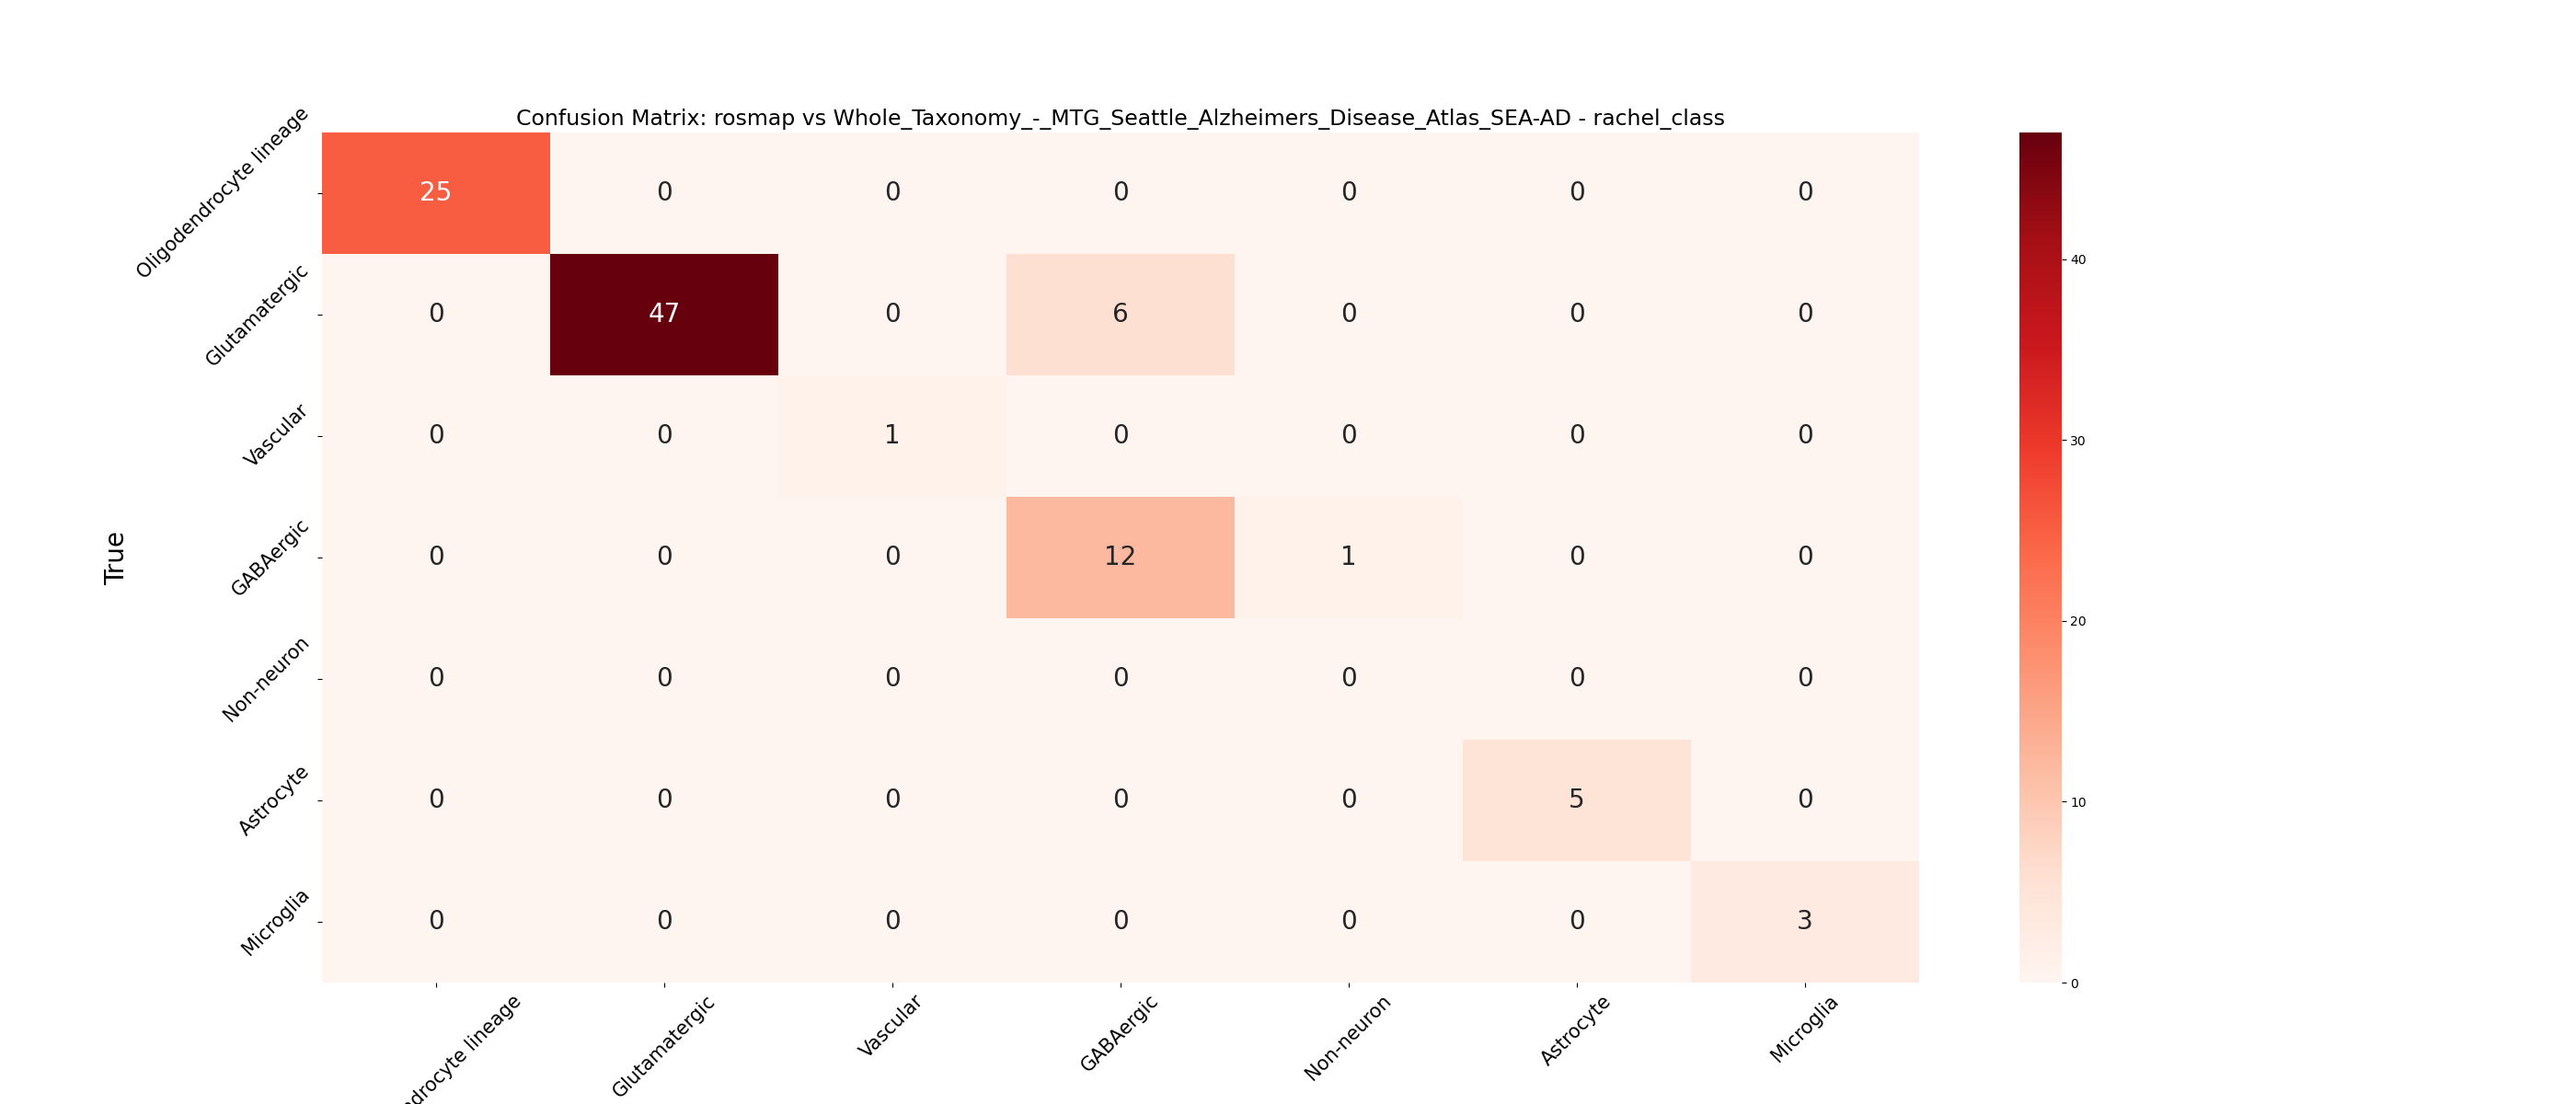 Confusion Matrix: rosmap vs Whole_Taxonomy_-_MTG_Seattle_Alzheimers_Disease_Atlas_SEA-AD - rachel_class
True
Oligodendrocyte lineage
25 0 0 0 0 0 0
Glutamatergic
0 47 0 6 0 0 0
Vascular
0 0 1 0 0 0 0
GABAergic
0 0 0 12 1 0 0
Non-neuron
0 0 0 0 0 0 0
Astrocyte
0 0 0 0 0 5 0
Microglia
0 0 0 0 0 0 3
lineage
Glutamatergic
Vascular
GABAergic
Non-neuron
Astrocyte
Microglia
40
30
20
10
0